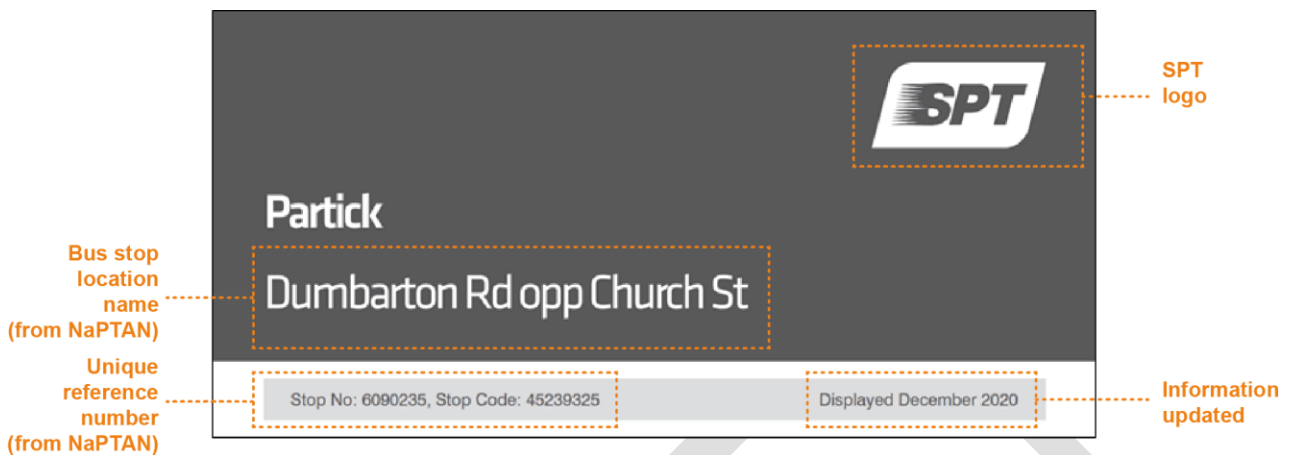 SPT
SPT
logo
Partick
Bus stop
location
name
(from NaPTAN)
Dumbarton Rd opp Church St
Unique
reference
number
(from NaPTAN)
Stop No: 6090235, Stop Code: 45239325
Displayed December 2020
Information
updated